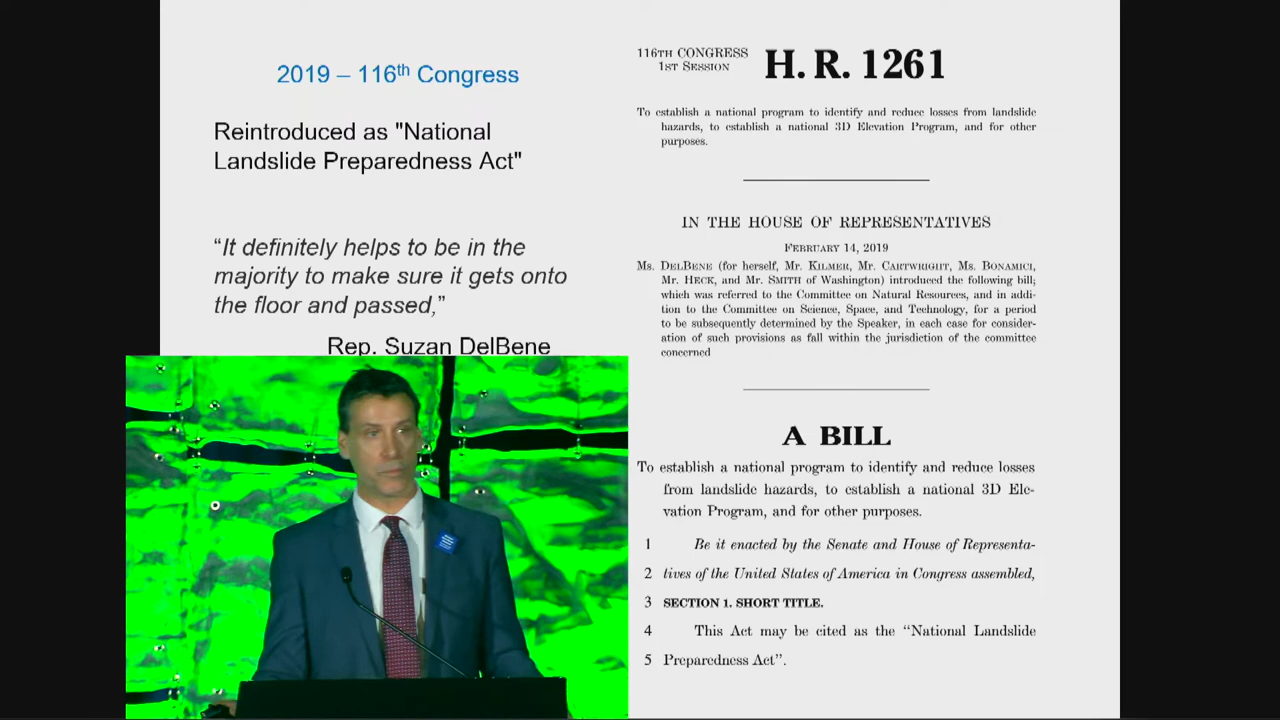 2019 – 116th Congress
Reintroduced as "National
Landslide Preparedness Act"
“It definitely helps to be in the
majority to make sure it gets onto
the floor and passed,”
Rep. Suzan DelBene
116TH CONGRESS
1ST SESSION
H. R. 1261
To establish a national program to identify and reduce losses from landslide
hazards, to establish a national 3D Elevation Program, and for other
purposes.
IN THE HOUSE OF REPRESENTATIVES
FEBRUARY 14, 2019
Ms. DELBENE (for herself, Mr. KILMER, Mr. CARTWRIGHT, Ms. BONAMICI,
Mr. HECK, and Mr. SMITH of Washington) introduced the following bill;
which was referred to the Committee on Natural Resources, and in addi-
tion to the Committee on Science, Space, and Technology, for a period
to be subsequently determined by the Speaker, in each case for consider-
ation of such provisions as fall within the jurisdiction of the committee
concerned
A BILL
To establish a national program to identify and reduce losses
from landslide hazards, to establish a national 3D Ele-
vation Program, and for other purposes.
1 Be it enacted by the Senate and House of Representa-
2 tives of the United States of America in Congress assembled,
3 SECTION 1. SHORT TITLE.
4 This Act may be cited as the ‘‘National Landslide
5 Preparedness Act’’.